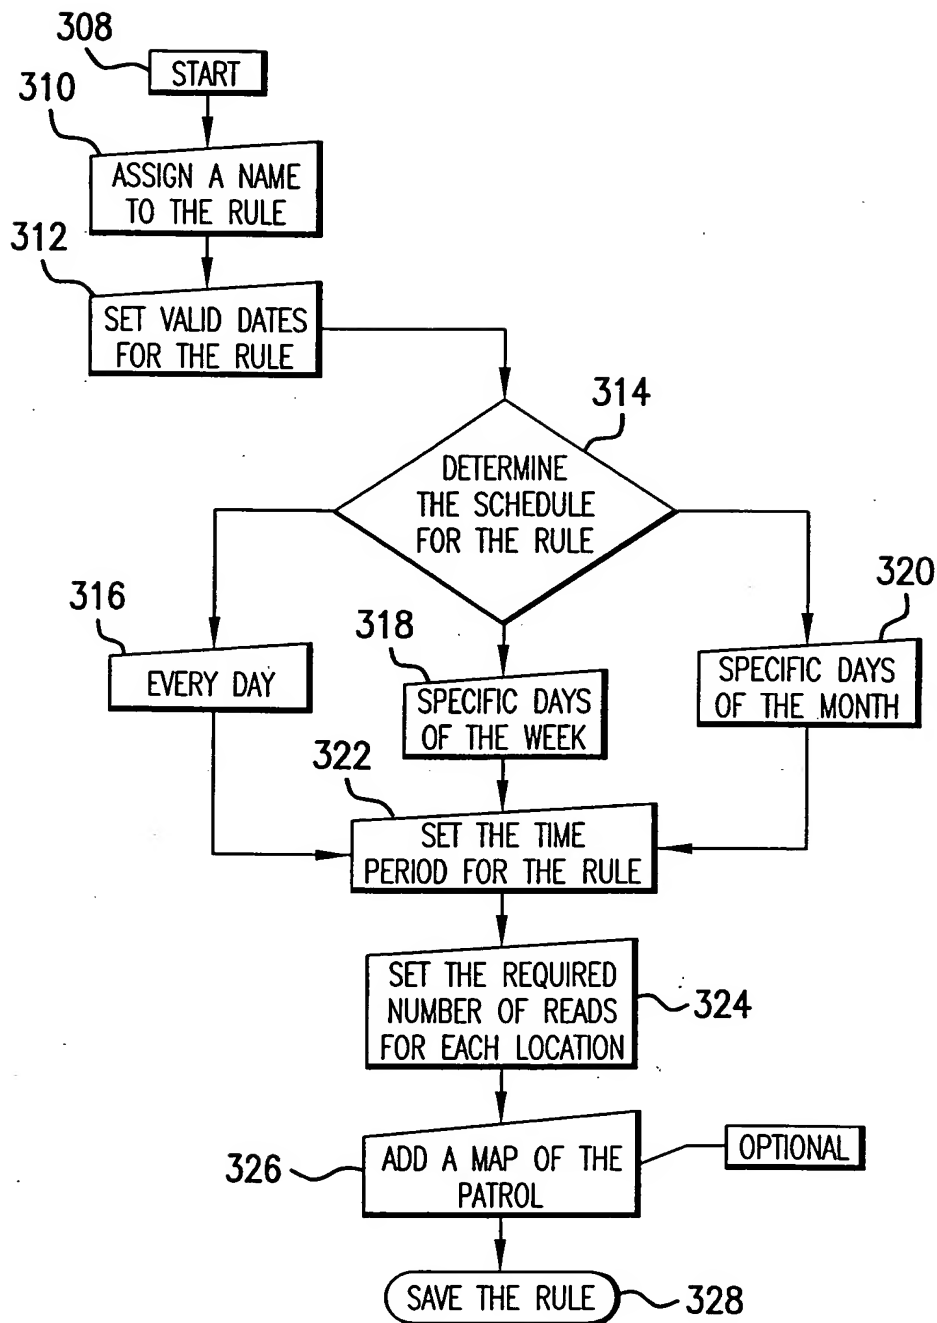 308
START
310
ASSIGN A NAME
TO THE RULE
312
SET VALID DATES
FOR THE RULE
314
DETERMINE
THE SCHEDULE
FOR THE RULE
316
EVERY DAY
318
SPECIFIC DAYS
OF THE WEEK
320
SPECIFIC DAYS
OF THE MONTH
322
SET THE TIME
PERIOD FOR THE RULE
SET THE REQUIRED
NUMBER OF READS
FOR EACH LOCATION
324
326
ADD A MAP OF THE
PATROL
OPTIONAL
SAVE THE RULE
328